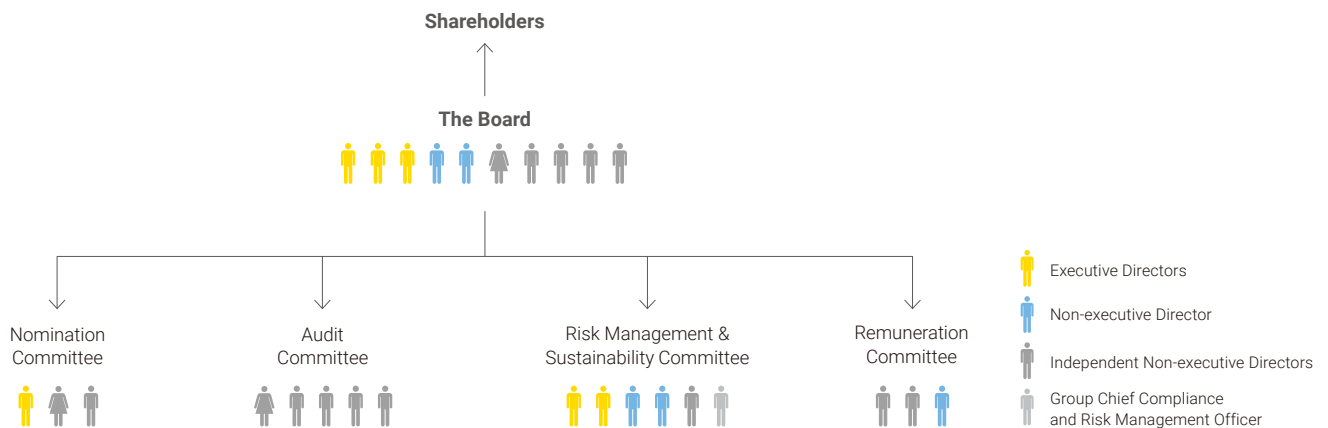 Shareholders
The Board
Nomination
Committee
Audit
Committee
Risk Management &
Sustainability Committee
Remuneration
Committee
Executive Directors
Non-executive Director
Independent Non-executive Directors
Group Chief Compliance
and Risk Management Officer